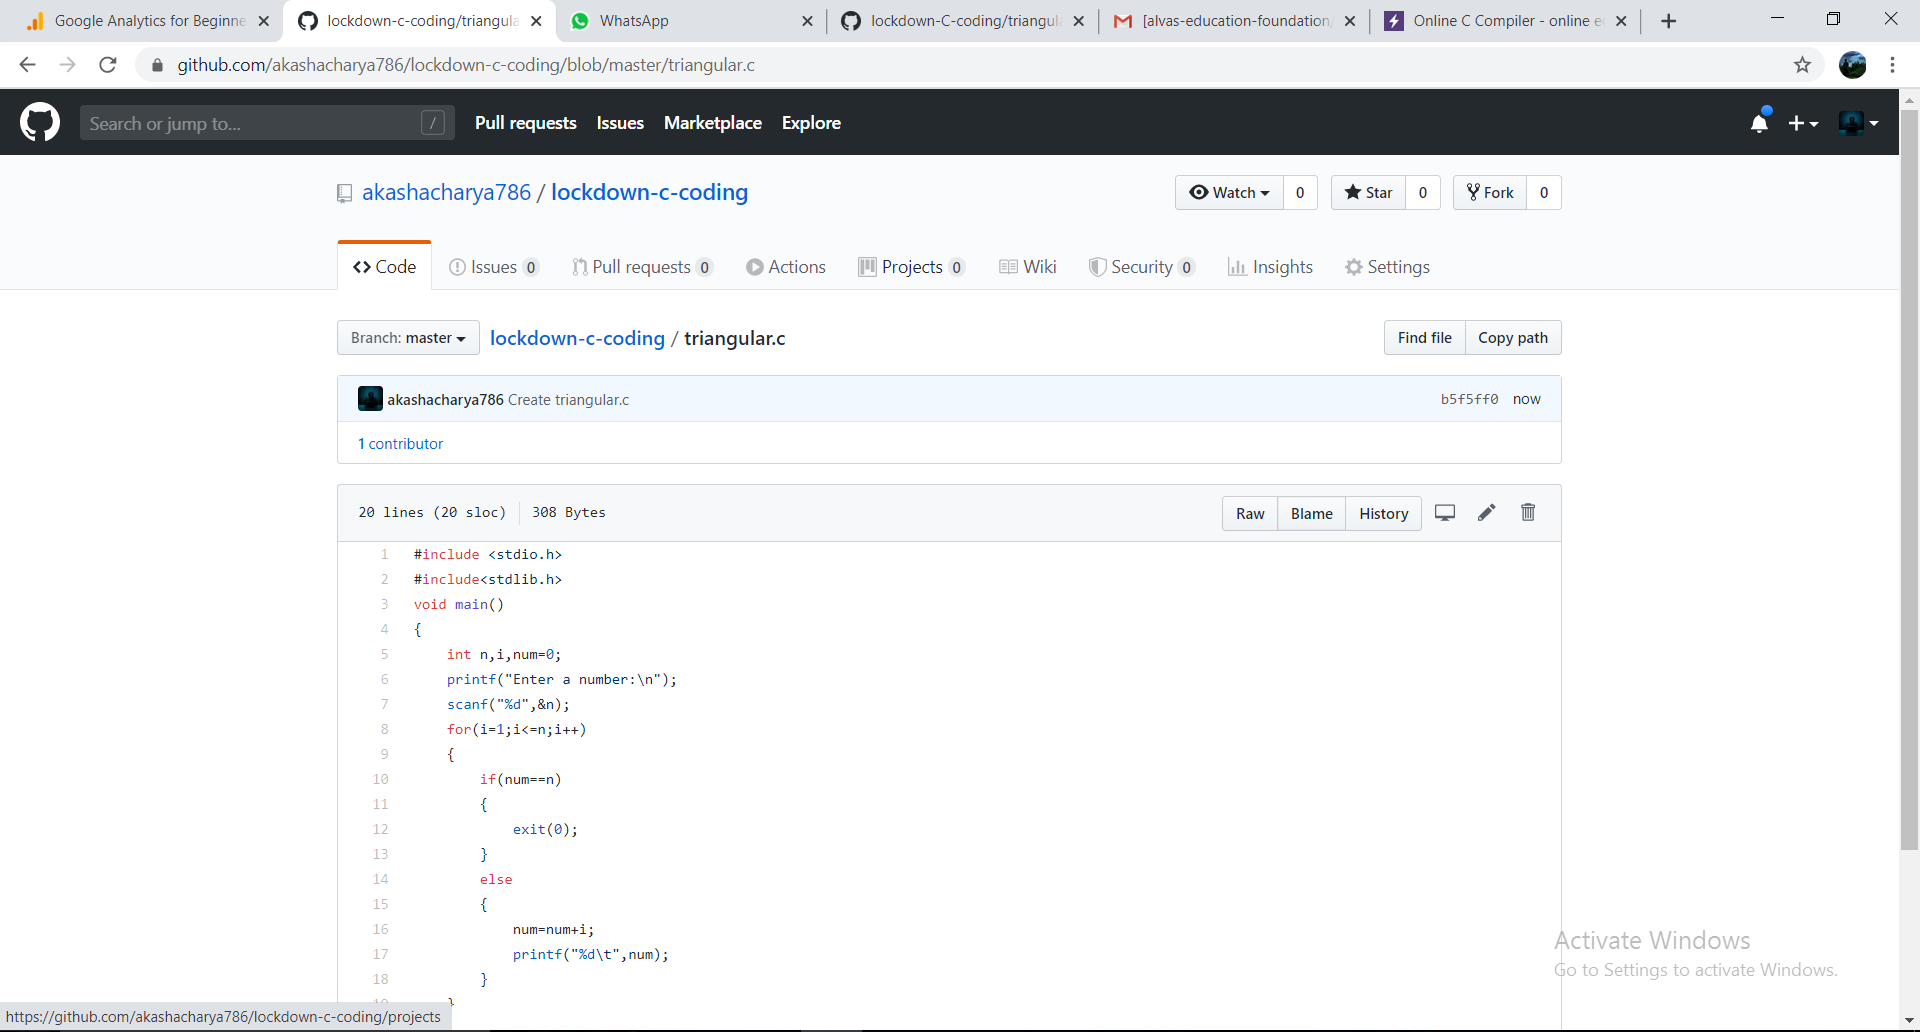 Google Analytics for Beginne
lockdown-c-coding/triangula
WhatsApp
lockdown-C-coding/triangula
[alvas-education-foundation/
Online C Compiler - online e
github.com/akashacharya786/lockdown-c-coding/blob/master/triangular.c
Search or jump to...
/
Pull requests
Issues
Marketplace
Explore
akashacharya786 / lockdown-c-coding
Watch 0
Star 0
Fork 0
Code
Issues 0
Pull requests 0
Actions
Projects 0
Wiki
Security 0
Insights
Settings
Branch: master
lockdown-c-coding / triangular.c
Find file
Copy path
akashacharya786 Create triangular.c
b5f5ff0 now
1 contributor
20 lines (20 sloc)
308 Bytes
Raw
Blame
History
1 #include <stdio.h>
2 #include<stdlib.h>
3 void main()
4 {
5 int n,i,num=0;
6 printf("Enter a number:\n");
7 scanf("%d",&n);
8 for(i=1;i<=n;i++)
9 {
10 if(num==n)
11 {
12 exit(0);
13 }
14 else
15 {
16 num=num+i;
17 printf("%d\t",num);
18 }
Activate Windows
Go to Settings to activate Windows.
https://github.com/akashacharya786/lockdown-c-coding/projects